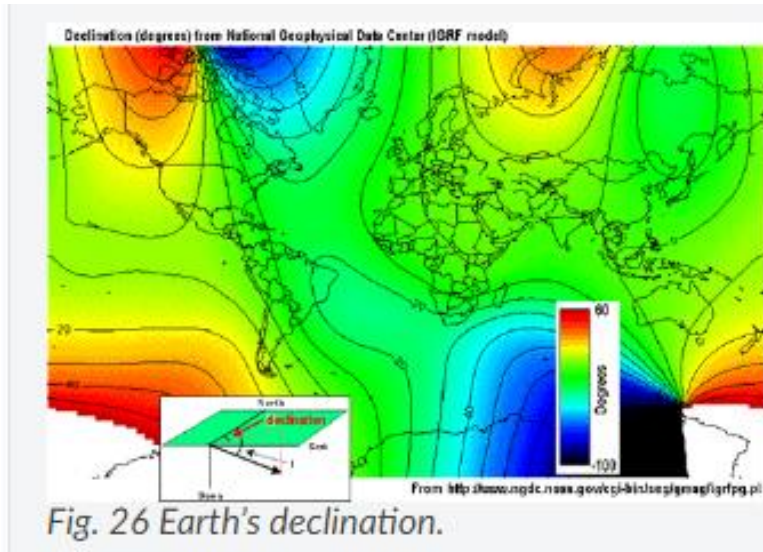 Declination (degrees) from National Geophysical Data Center (IGRF model)
20
60
Degrees
-100
North
declination
East
I
Down
From http://www.ngdc.noaa.gov/cgi-bin/seg/gmag/igrfpg.pl
Fig. 26 Earth's declination.